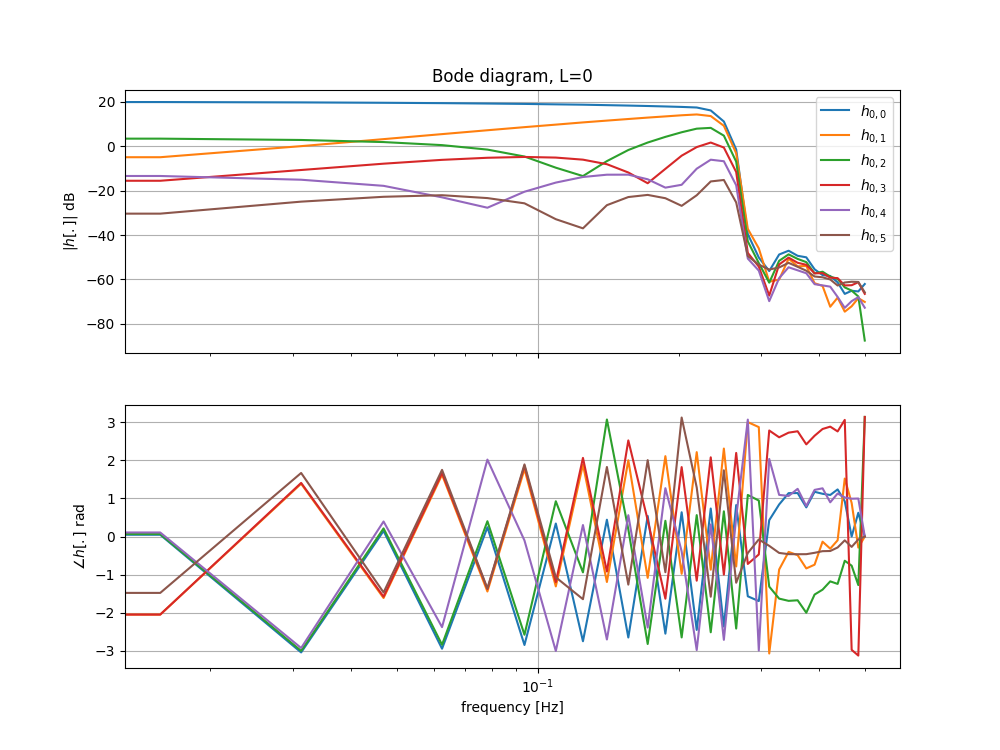 Bode diagram, L=0
|h[.]| dB
20
0
−20
−40
−60
−80
h0,0
h0,1
h0,2
h0,3
h0,4
h0,5
∠h[.] rad
3
2
1
0
−1
−2
−3
10⁻¹
frequency [Hz]